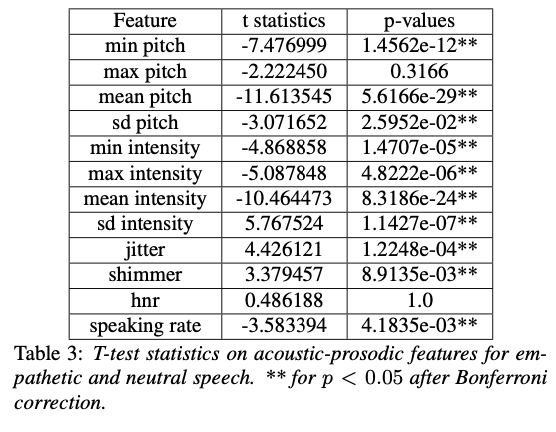 Feature t statistics p-values
min pitch -7.476999 1.4562e-12**
max pitch -2.222450 0.3166
mean pitch -11.613545 5.6166e-29**
sd pitch -3.071652 2.5952e-02**
min intensity -4.868858 1.4707e-05**
max intensity -5.087848 4.8222e-06**
mean intensity -10.464473 8.3186e-24**
sd intensity 5.767524 1.1427e-07**
jitter 4.426121 1.2248e-04**
shimmer 3.379457 8.9135e-03**
hnr 0.486188 1.0
speaking rate -3.583394 4.1835e-03**
Table 3: T-test statistics on acoustic-prosodic features for em-
pathetic and neutral speech. ** for p < 0.05 after Bonferroni
correction.